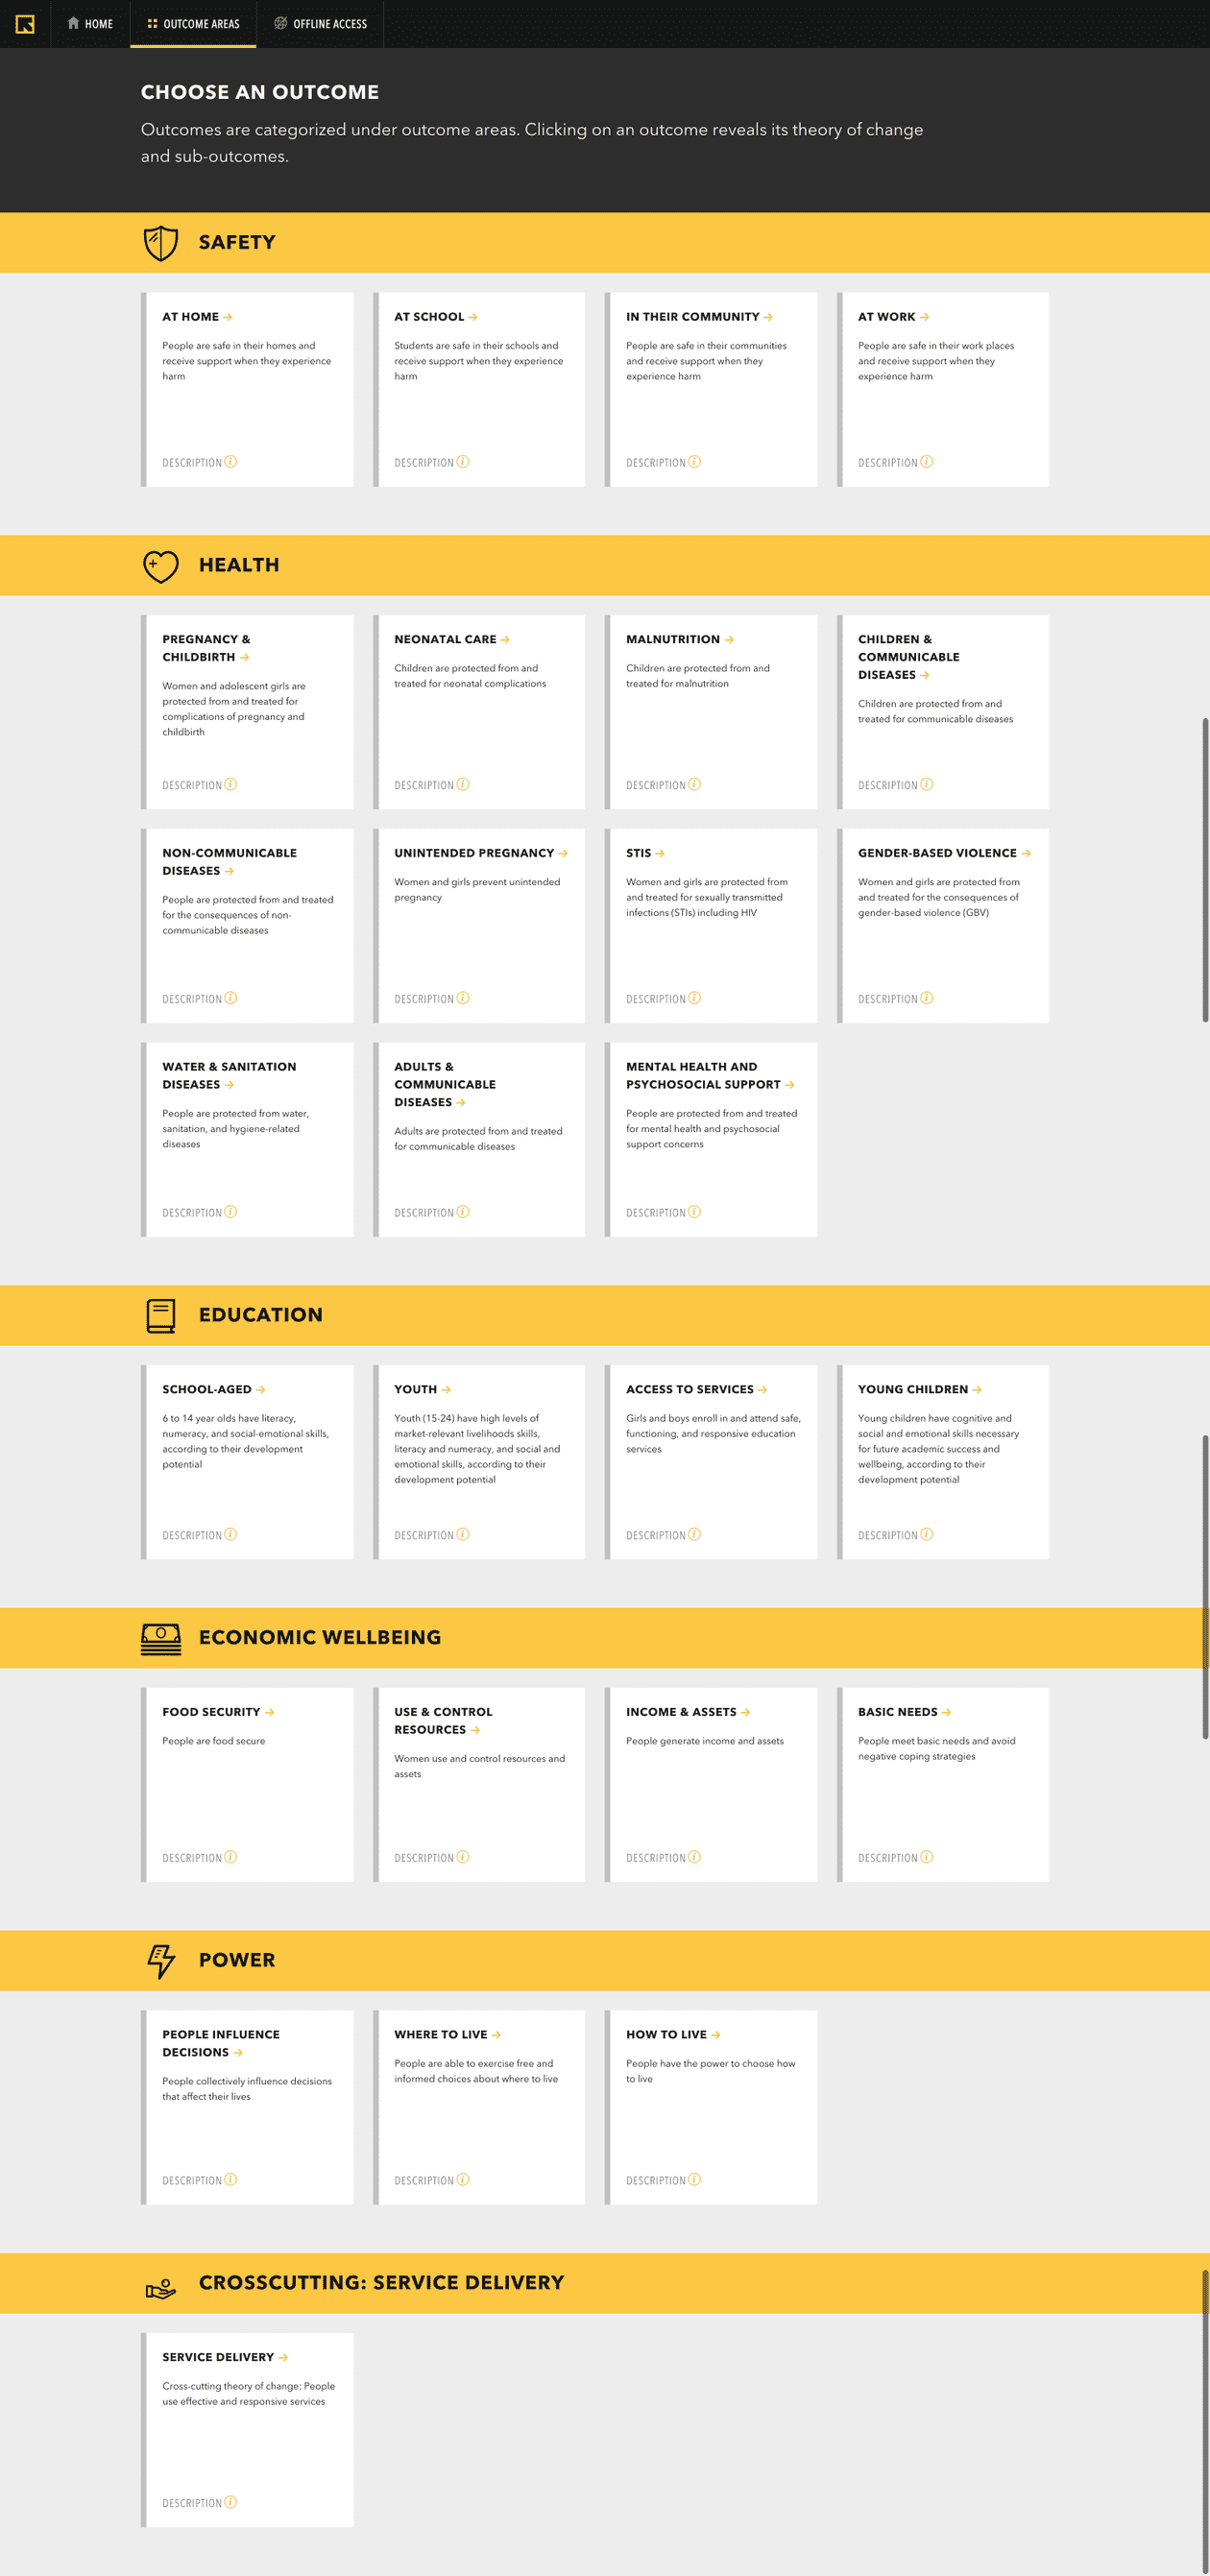 HOME
OUTCOME AREAS
OFFLINE ACCESS
CHOOSE AN OUTCOME
Outcomes are categorized under outcome areas. Clicking on an outcome reveals its theory of change
and sub-outcomes.
SAFETY
AT HOME →
People are safe in their homes and
receive support when they experience
harm
DESCRIPTION
AT SCHOOL →
Students are safe in their schools and
receive support when they experience
harm
DESCRIPTION
IN THEIR COMMUNITY →
People are safe in their communities
and receive support when they
experience harm
DESCRIPTION
AT WORK →
People are safe in their work places
and receive support when they
experience harm
DESCRIPTION
HEALTH
PREGNANCY &
CHILDBIRTH →
Women and adolescent girls are
protected from and treated for
complications of pregnancy and
childbirth
DESCRIPTION
NEONATAL CARE →
Children are protected from and
treated for neonatal complications
DESCRIPTION
MALNUTRITION →
Children are protected from and
treated for malnutrition
DESCRIPTION
CHILDREN &
COMMUNICABLE
DISEASES →
Children are protected from and
treated for communicable diseases
DESCRIPTION
NON-COMMUNICABLE
DISEASES →
People are protected from and treated
for the consequences of non-
communicable diseases
DESCRIPTION
UNINTENDED PREGNANCY →
Women and girls prevent unintended
pregnancy
DESCRIPTION
STIS →
Women and girls are protected from
and treated for sexually transmitted
infections (STIs) including HIV
DESCRIPTION
GENDER-BASED VIOLENCE →
Women and girls are protected from
and treated for the consequences of
gender-based violence (GBV)
DESCRIPTION
WATER & SANITATION
DISEASES →
People are protected from water,
sanitation, and hygiene-related
diseases
DESCRIPTION
ADULTS &
COMMUNICABLE
DISEASES →
Adults are protected from and treated
for communicable diseases
DESCRIPTION
MENTAL HEALTH AND
PSYCHOSOCIAL SUPPORT →
People are protected from and treated
for mental health and psychosocial
support concerns
DESCRIPTION
EDUCATION
SCHOOL-AGED →
6 to 14 year olds have literacy,
numeracy, and social-emotional skills,
according to their development
potential
DESCRIPTION
YOUTH →
Youth (15-24) have high levels of
market-relevant livelihoods skills,
literacy and numeracy, and social and
emotional skills, according to their
development potential
DESCRIPTION
ACCESS TO SERVICES →
Girls and boys enroll in and attend safe,
functioning, and responsive education
services
DESCRIPTION
YOUNG CHILDREN →
Young children have cognitive and
social and emotional skills necessary
for future academic success and
wellbeing, according to their
development potential
DESCRIPTION
ECONOMIC WELLBEING
FOOD SECURITY →
People are food secure
DESCRIPTION
USE & CONTROL
RESOURCES →
Women use and control resources and
assets
DESCRIPTION
INCOME & ASSETS →
People generate income and assets
DESCRIPTION
BASIC NEEDS →
People meet basic needs and avoid
negative coping strategies
DESCRIPTION
POWER
PEOPLE INFLUENCE
DECISIONS →
People collectively influence decisions
that affect their lives
DESCRIPTION
WHERE TO LIVE →
People are able to exercise free and
informed choices about where to live
DESCRIPTION
HOW TO LIVE →
People have the power to choose how
to live
DESCRIPTION
CROSSCUTTING: SERVICE DELIVERY
SERVICE DELIVERY →
Cross-cutting theory of change: People
use effective and responsive services
DESCRIPTION